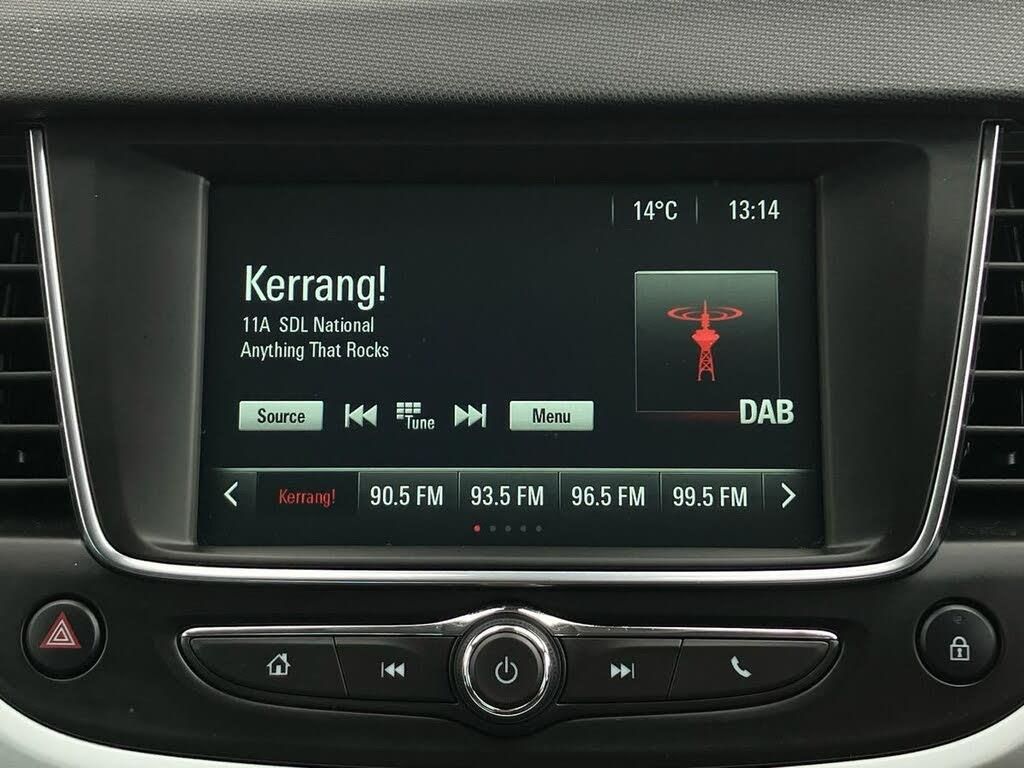 14°C 13:14
Kerrang!
11A SDL National
Anything That Rocks
Source Tune Menu
DAB
Kerrang! 90.5 FM 93.5 FM 96.5 FM 99.5 FM